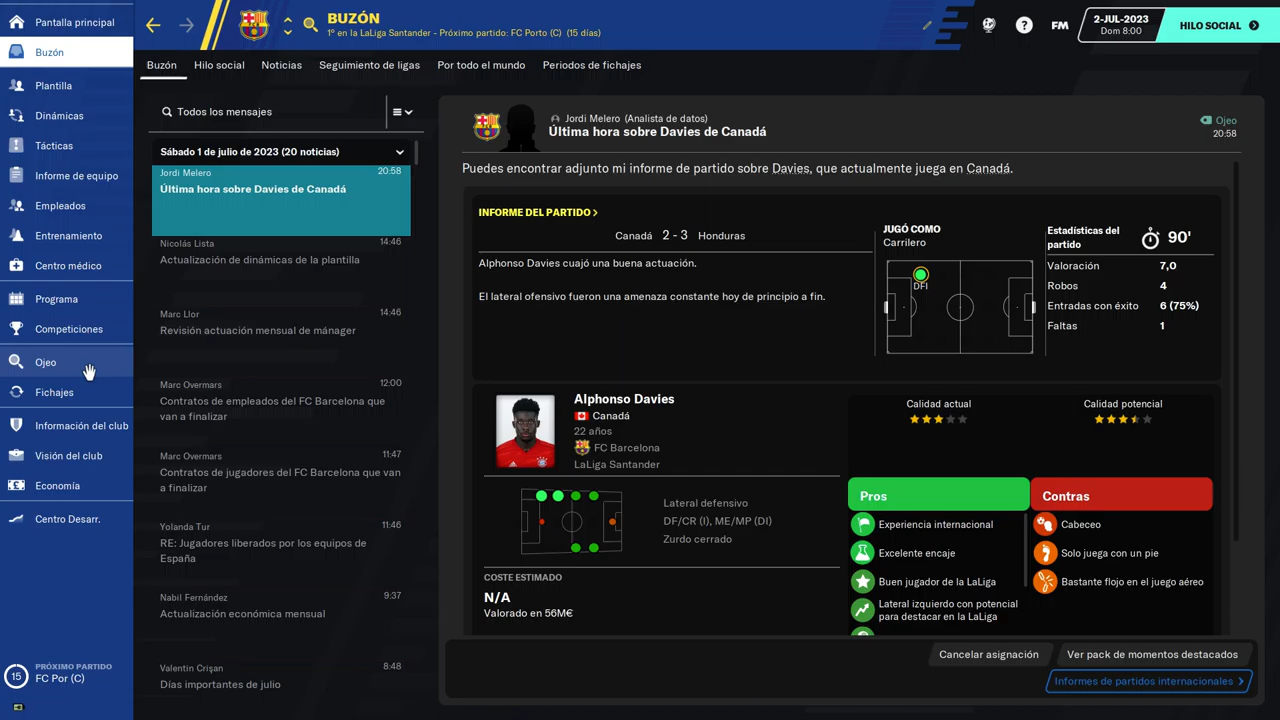 Pantalla principal
Buzón
Plantilla
Dinámicas
Tácticas
Informe de equipo
Empleados
Entrenamiento
Centro médico
Programa
Competiciones
Ojeo
Fichajes
Información del club
Visión del club
Economía
Centro Desarr.
15
PRÓXIMO PARTIDO
FC Por (C)
BUZÓN
1º en la LaLiga Santander - Próximo partido: FC Porto (C) (15 días)
FM
2-JUL-2023
Dom 8:00
HILO SOCIAL
Buzón
Hilo social
Noticias
Seguimiento de ligas
Por todo el mundo
Periodos de fichajes
Todos los mensajes
Sábado 1 de julio de 2023 (20 noticias)
Jordi Melero 20:58
Última hora sobre Davies de Canadá
Nicolás Lista 14:46
Actualización de dinámicas de la plantilla
Marc Llor 14:46
Revisión actuación mensual de mánager
Marc Overmars 12:00
Contratos de empleados del FC Barcelona que
van a finalizar
Marc Overmars 11:47
Contratos de jugadores del FC Barcelona que van
a finalizar
Yolanda Tur 11:46
RE: Jugadores liberados por los equipos de
España
Nabil Fernández 9:37
Actualización económica mensual
Valentin Crişan 8:48
Días importantes de julio
Jordi Melero (Analista de datos)
Última hora sobre Davies de Canadá
Ojeo
20:58
Puedes encontrar adjunto mi informe de partido sobre Davies, que actualmente juega en Canadá.
INFORME DEL PARTIDO
Canadá 2 - 3 Honduras
Alphonso Davies cuajó una buena actuación.
El lateral ofensivo fueron una amenaza constante hoy de principio a fin.
JUGÓ COMO
Carrilero
DFI
Estadísticas del
partido
90'
Valoración 7,0
Robos 4
Entradas con éxito 6 (75%)
Faltas 1
Alphonso Davies
Canadá
22 años
FC Barcelona
LaLiga Santander
Lateral defensivo
DF/CR (I), ME/MP (DI)
Zurdo cerrado
COSTE ESTIMADO
N/A
Valorado en 56M€
Calidad actual
Calidad potencial
Pros
Experiencia internacional
Excelente encaje
Buen jugador de la LaLiga
Lateral izquierdo con potencial
para destacar en la LaLiga
Contras
Cabeceo
Solo juega con un pie
Bastante flojo en el juego aéreo
Cancelar asignación
Ver pack de momentos destacados
Informes de partidos internacionales